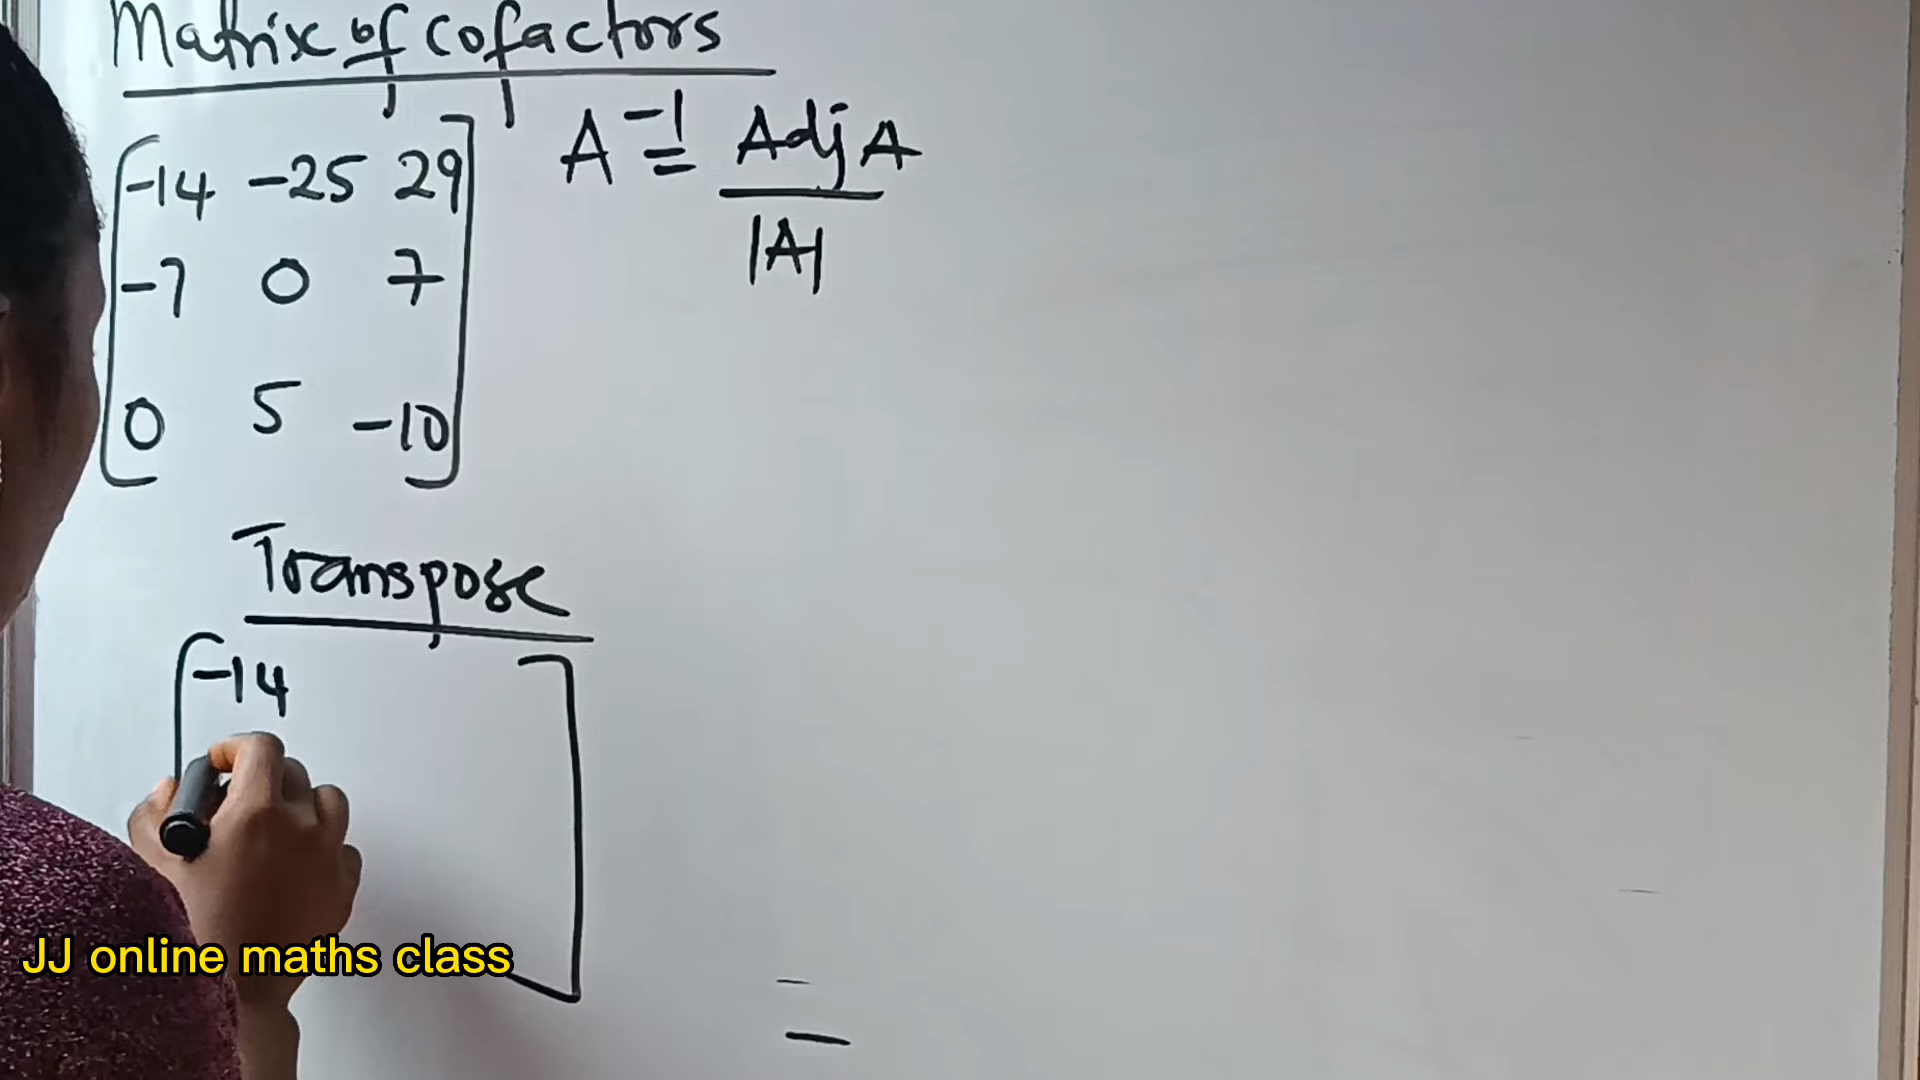 Matrix of cofactors
-14 -25 29
-7 0 7
0 5 -10
A⁻¹ = Adj A
|A|
Transpose
-14
JJ online maths class